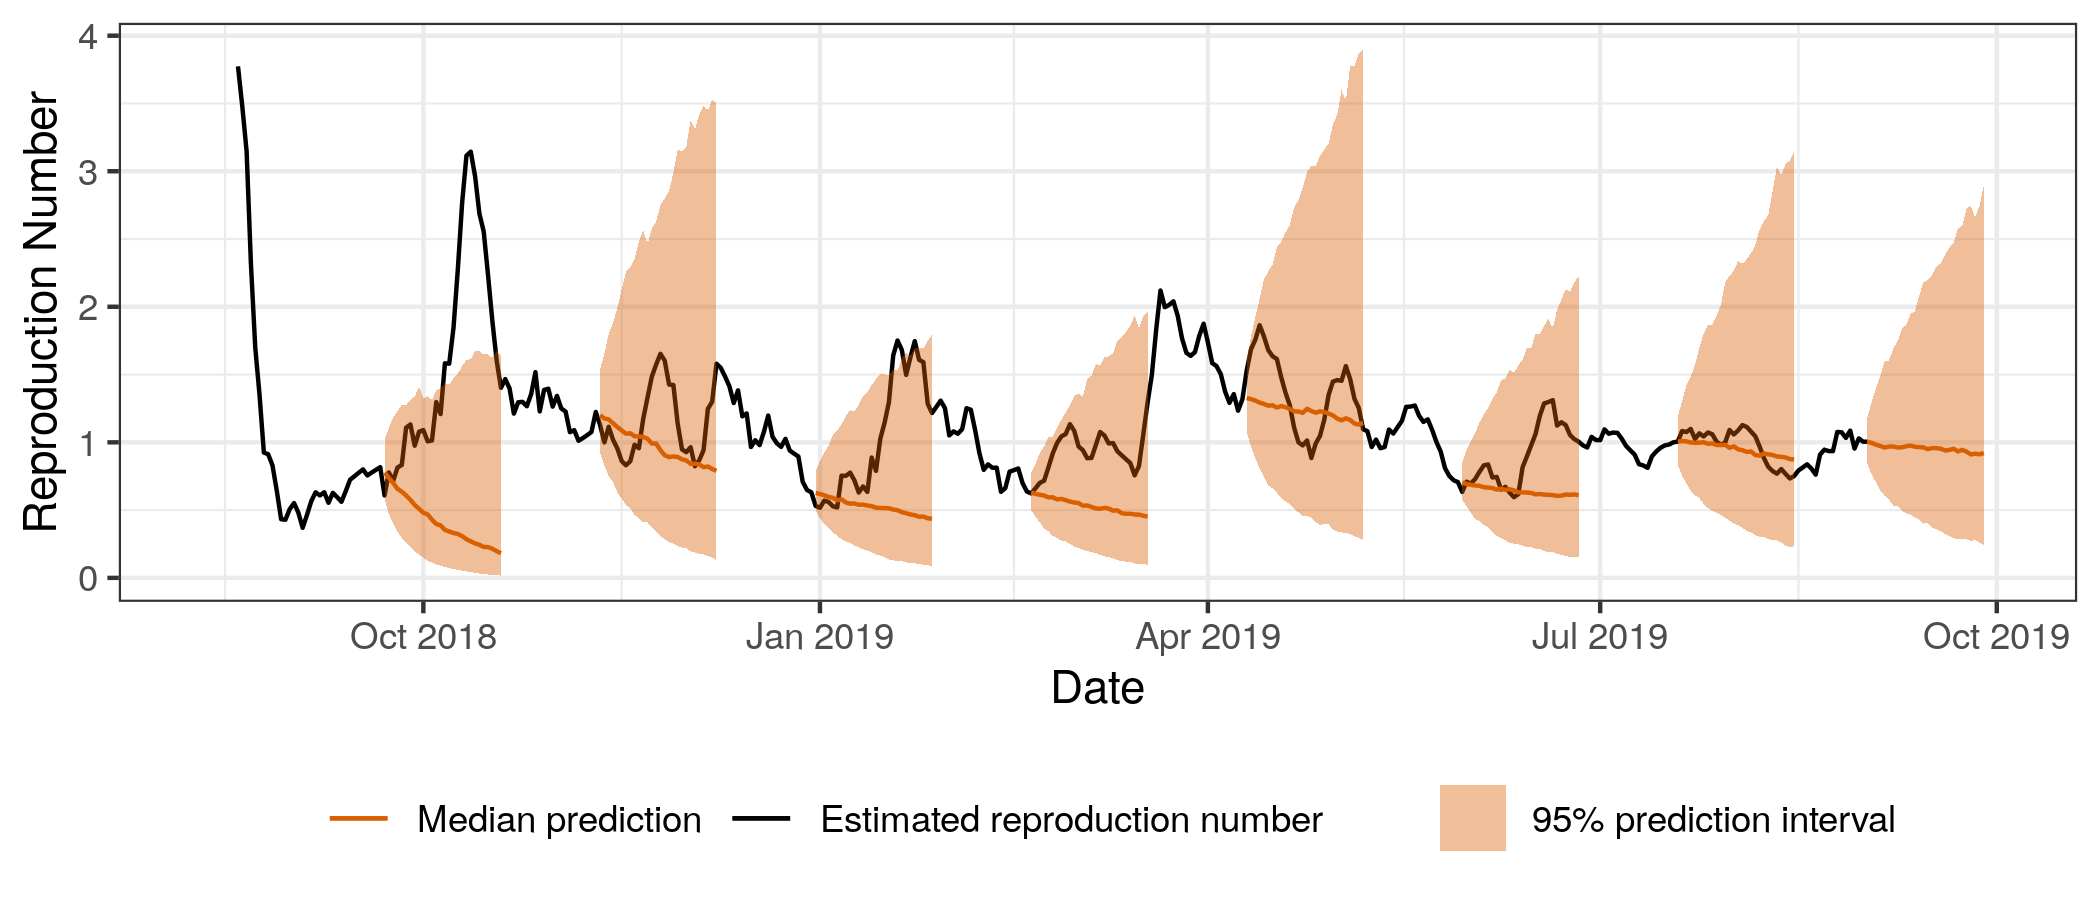 Reproduction Number
4
3
2
1
0
Oct 2018
Jan 2019
Apr 2019
Jul 2019
Oct 2019
Date
Median prediction
Estimated reproduction number
95% prediction interval